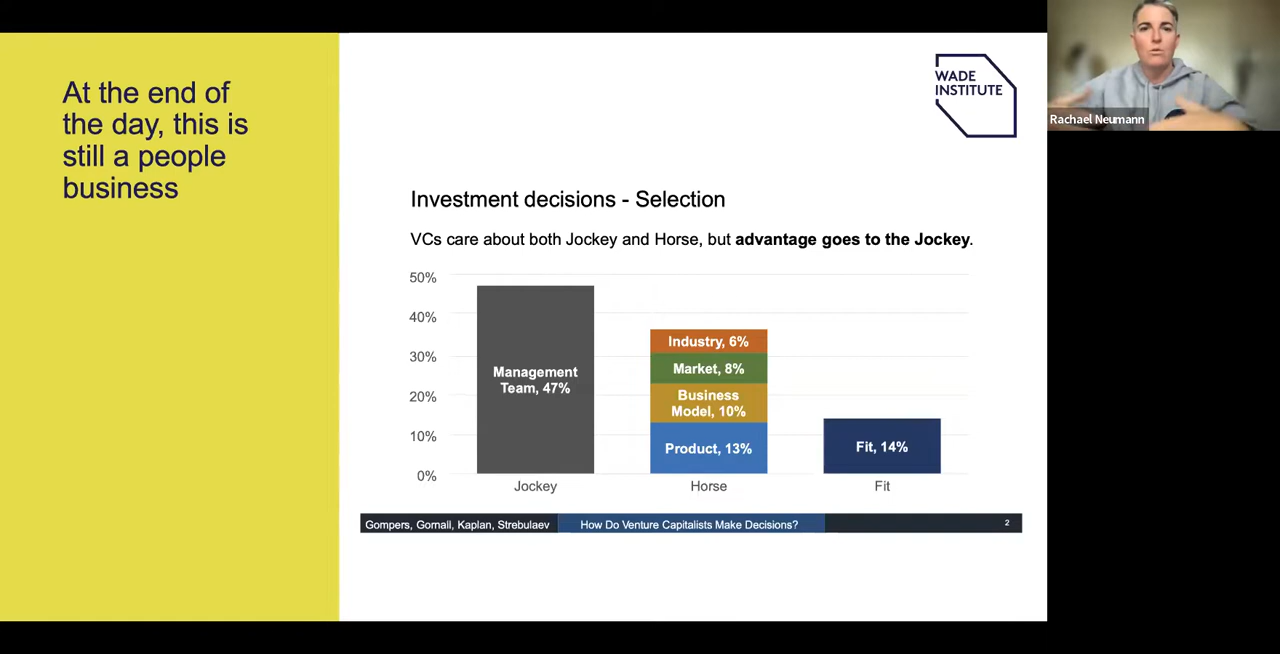 At the end of
the day, this is
still a people
business
WADE
INSTITUTE
Rachael Neumann
Investment decisions - Selection
VCs care about both Jockey and Horse, but advantage goes to the Jockey.
50%
40%
30%
20%
10%
0%
Management
Team, 47%
Industry, 6%
Market, 8%
Business
Model, 10%
Product, 13%
Fit, 14%
Jockey
Horse
Fit
Gompers, Gornall, Kaplan, Strebulaev
How Do Venture Capitalists Make Decisions?
2